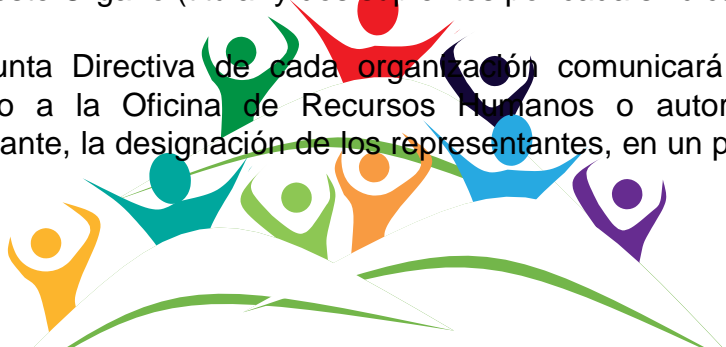 unta Directiva de cada organización comunicará
o a la Oficina de Recursos Humanos o autor
ante, la designación de los representantes, en un p